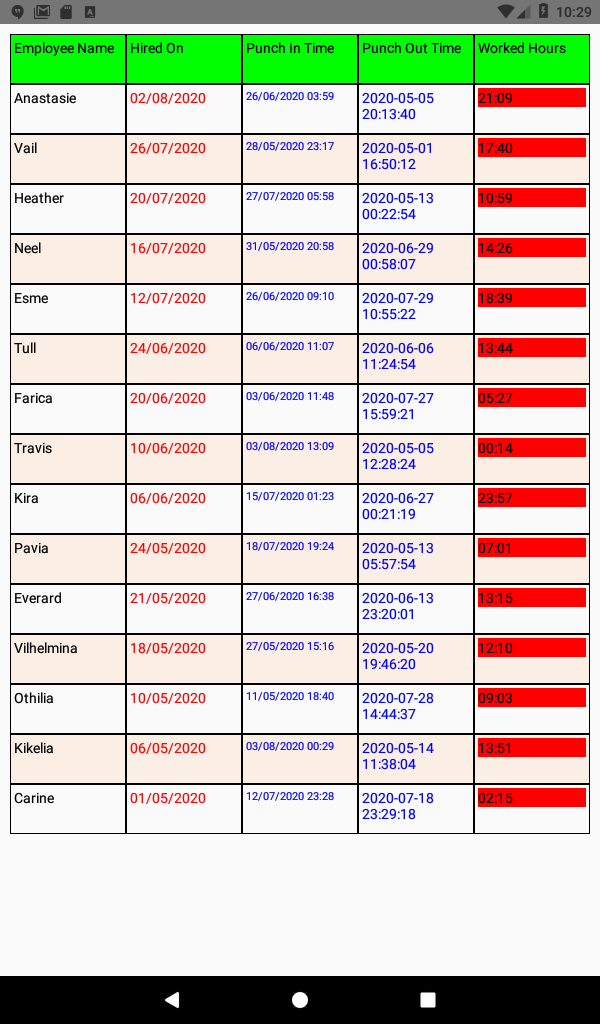 10:29
Employee Name Hired On Punch In Time Punch Out Time Worked Hours
Anastasie 02/08/2020 26/06/2020 03:59 2020-05-05 21:09
20:13:40
Vail 26/07/2020 28/05/2020 23:17 2020-05-01 17:40
16:50:12
Heather 20/07/2020 27/07/2020 05:58 2020-05-13 10:59
00:22:54
Neel 16/07/2020 31/05/2020 20:58 2020-06-29 14:26
00:58:07
Esme 12/07/2020 26/06/2020 09:10 2020-07-29 18:39
10:55:22
Tull 24/06/2020 06/06/2020 11:07 2020-06-06 13:44
11:24:54
Farica 20/06/2020 03/06/2020 11:48 2020-07-27 05:27
15:59:21
Travis 10/06/2020 03/08/2020 13:09 2020-05-05 00:14
12:28:24
Kira 06/06/2020 15/07/2020 01:23 2020-06-27 23:57
00:21:19
Pavia 24/05/2020 18/07/2020 19:24 2020-05-13 07:01
05:57:54
Everard 21/05/2020 27/06/2020 16:38 2020-06-13 13:15
23:20:01
Vilhelmina 18/05/2020 27/05/2020 15:16 2020-05-20 12:10
19:46:20
Othilia 10/05/2020 11/05/2020 18:40 2020-07-28 09:03
14:44:37
Kikelia 06/05/2020 03/08/2020 00:29 2020-05-14 13:51
11:38:04
Carine 01/05/2020 12/07/2020 23:28 2020-07-18 02:15
23:29:18